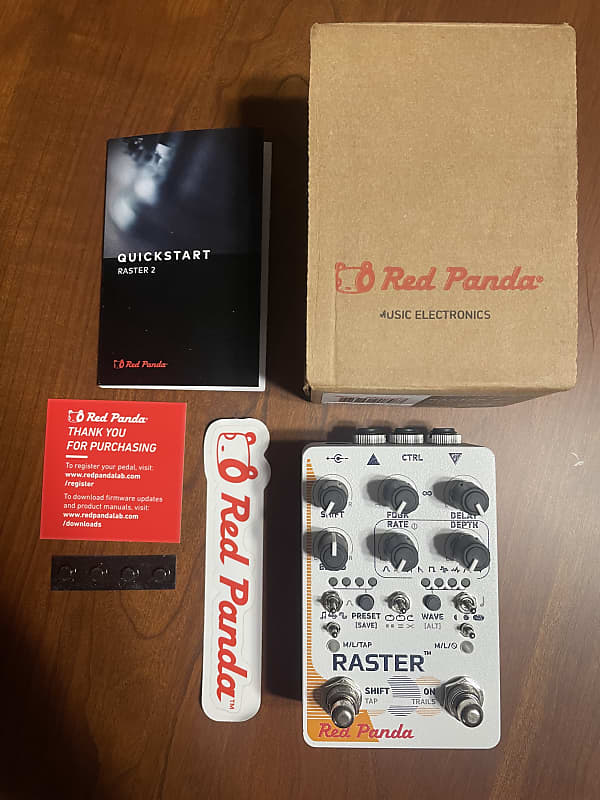 QUICKSTART
RASTER 2
Red Panda
Red Panda®
MUSIC ELECTRONICS
Red Panda®
THANK YOU
FOR PURCHASING
To register your pedal, visit:
www.redpandalab.com
/register
To download firmware updates
and product manuals, visit:
www.redpandalab.com
/downloads
Red Panda™
CTRL
SHIFT
FDBK
DELAY
RATE
DEPTH
PRESET
WAVE
[SAVE]
[ALT]
M/L/TAP
M/L/
RASTER™
SHIFT
ON
TAP
TRAILS
Red Panda